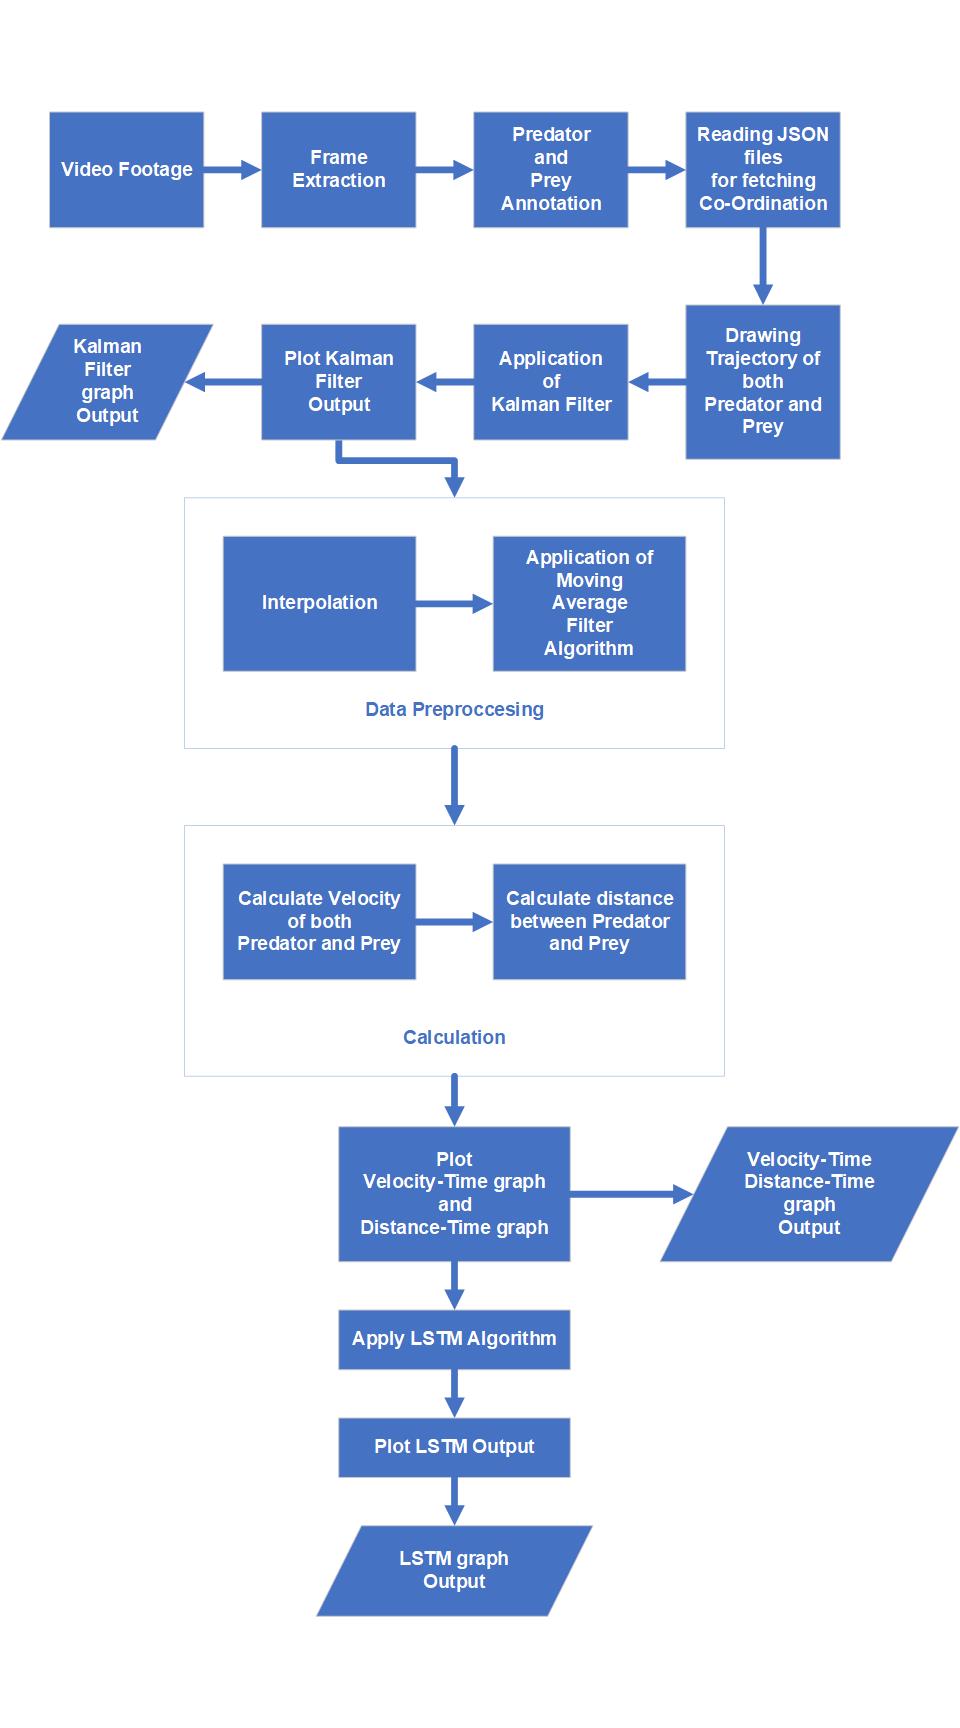 Video Footage
Frame
Extraction
Predator
and
Prey
Annotation
Reading JSON
files
for fetching
Co-Ordination
Kalman
Filter
graph
Output
Plot Kalman
Filter
Output
Application
of
Kalman Filter
Drawing
Trajectory of
both
Predator and
Prey
Interpolation
Application of
Moving
Average
Filter
Algorithm
Data Preproccesing
Calculate Velocity
of both
Predator and Prey
Calculate distance
between Predator
and Prey
Calculation
Plot
Velocity-Time graph
and
Distance-Time graph
Velocity-Time
Distance-Time
graph
Output
Apply LSTM Algorithm
Plot LSTM Output
LSTM graph
Output